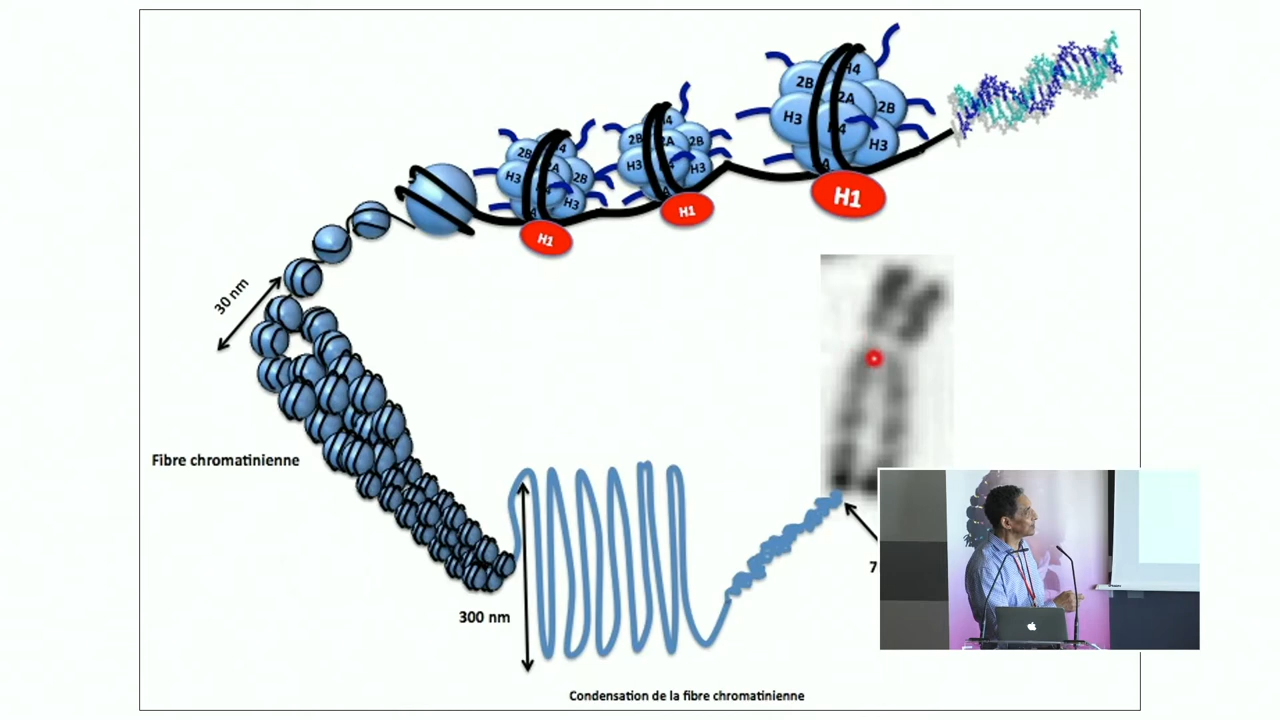 2B
H4
2A
2B
H3
H4
H3
A
H1
2B
H4
2A
2B
H3
H4
H3
A
H1
2B
H4
2A
2B
H3
H4
H3
A
H1
30 nm
Fibre chromatinienne
300 nm
7
Condensation de la fibre chromatinienne